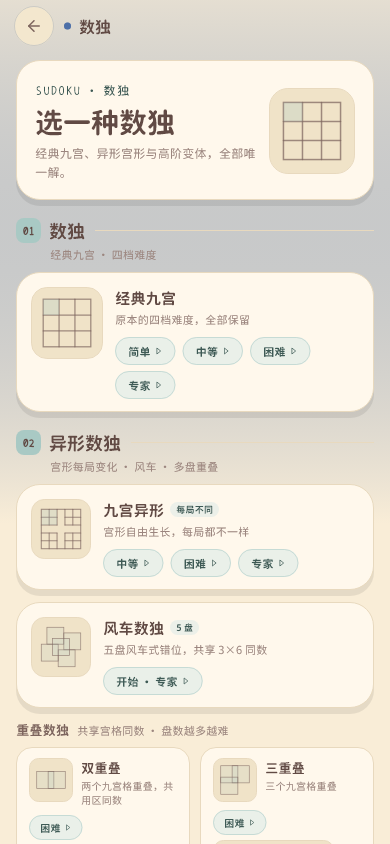 数独
SUDOKU • 数独
选一种数独
经典九宫、异形宫形与高阶变体，全部唯
一解。
01 数独
经典九宫 • 四档难度
经典九宫
原本的四档难度，全部保留
简单 中等 困难
专家
02 异形数独
宫形每局变化 • 风车 • 多盘重叠
九宫异形 每局不同
宫形自由生长，每局都不一样
中等 困难 专家
风车数独 5 盘
五盘风车式错位，共享 3×6 同数
开始 • 专家
重叠数独 共享宫格同数 • 盘数越多越难
双重叠
两个九宫格重叠，共
用区同数
困难
三重叠
三个九宫格重叠
困难